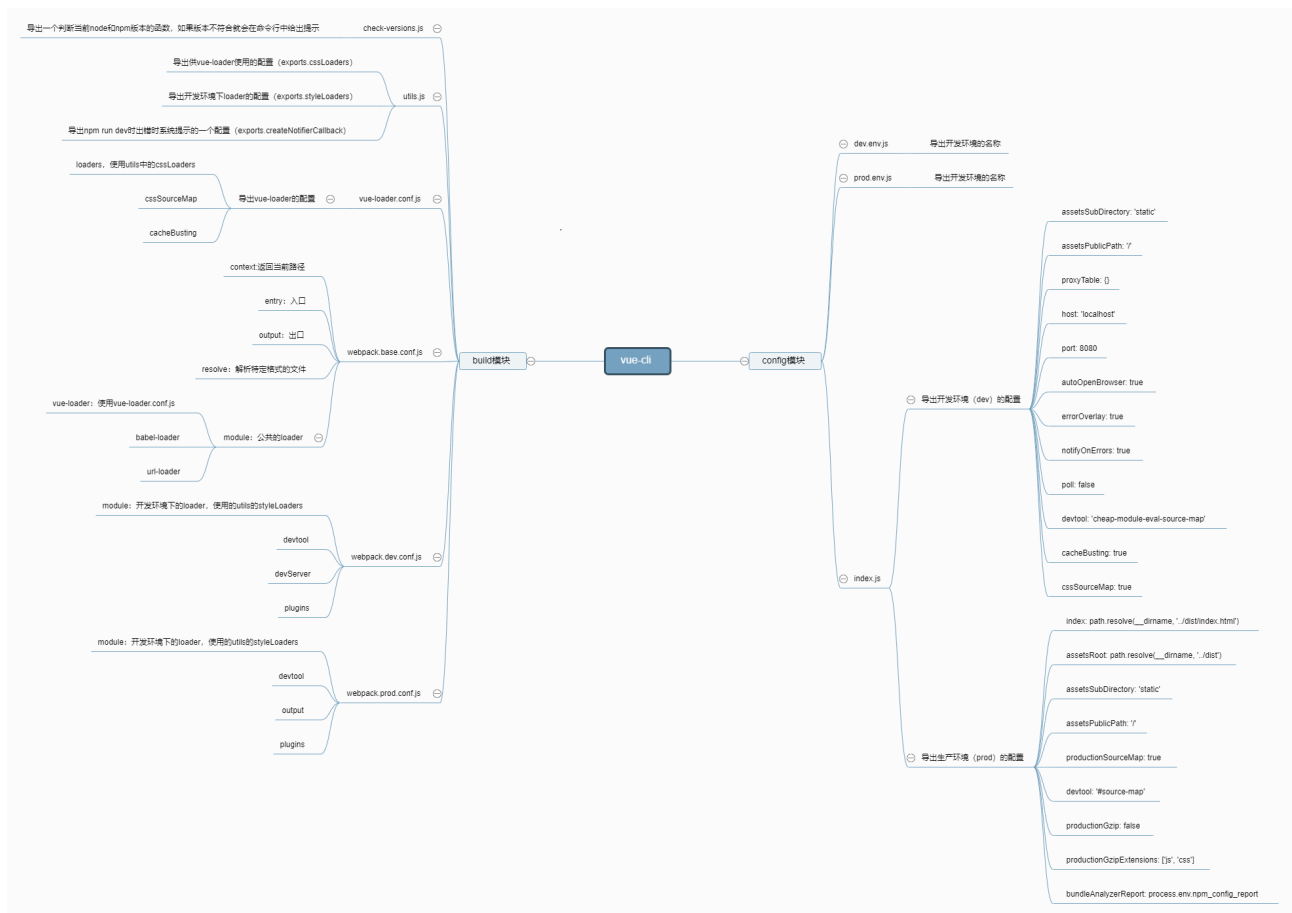 vue-cli
build模块
check-versions.js
导出一个判断当前node和npm版本的函数，如果版本不符合就会在命令行中给出提示
utils.js
导出供vue-loader使用的配置（exports.cssLoaders）
导出开发环境下loader的配置（exports.styleLoaders）
导出npm run dev时出错时系统提示的一个配置（exports.createNotifierCallback）
vue-loader.conf.js
导出vue-loader的配置
loaders，使用utils中的cssLoaders
cssSourceMap
cacheBusting
webpack.base.conf.js
context:返回当前路径
entry：入口
output：出口
resolve：解析特定格式的文件
module：公共的loader
vue-loader：使用vue-loader.conf.js
babel-loader
url-loader
webpack.dev.conf.js
module：开发环境下的loader，使用的utils的styleLoaders
devtool
devServer
plugins
webpack.prod.conf.js
module：开发环境下的loader，使用的utils的styleLoaders
devtool
output
plugins
config模块
dev.env.js
导出开发环境的名称
prod.env.js
导出开发环境的名称
index.js
导出开发环境（dev）的配置
assetsSubDirectory: 'static'
assetsPublicPath: '/'
proxyTable: {}
host: 'localhost'
port: 8080
autoOpenBrowser: true
errorOverlay: true
notifyOnErrors: true
poll: false
devtool: 'cheap-module-eval-source-map'
cacheBusting: true
cssSourceMap: true
导出生产环境（prod）的配置
index: path.resolve(__dirname, '../dist/index.html')
assetsRoot: path.resolve(__dirname, '../dist')
assetsSubDirectory: 'static'
assetsPublicPath: '/'
productionSourceMap: true
devtool: '#source-map'
productionGzip: false
productionGzipExtensions: ['js', 'css']
bundleAnalyzerReport: process.env.npm_config_report